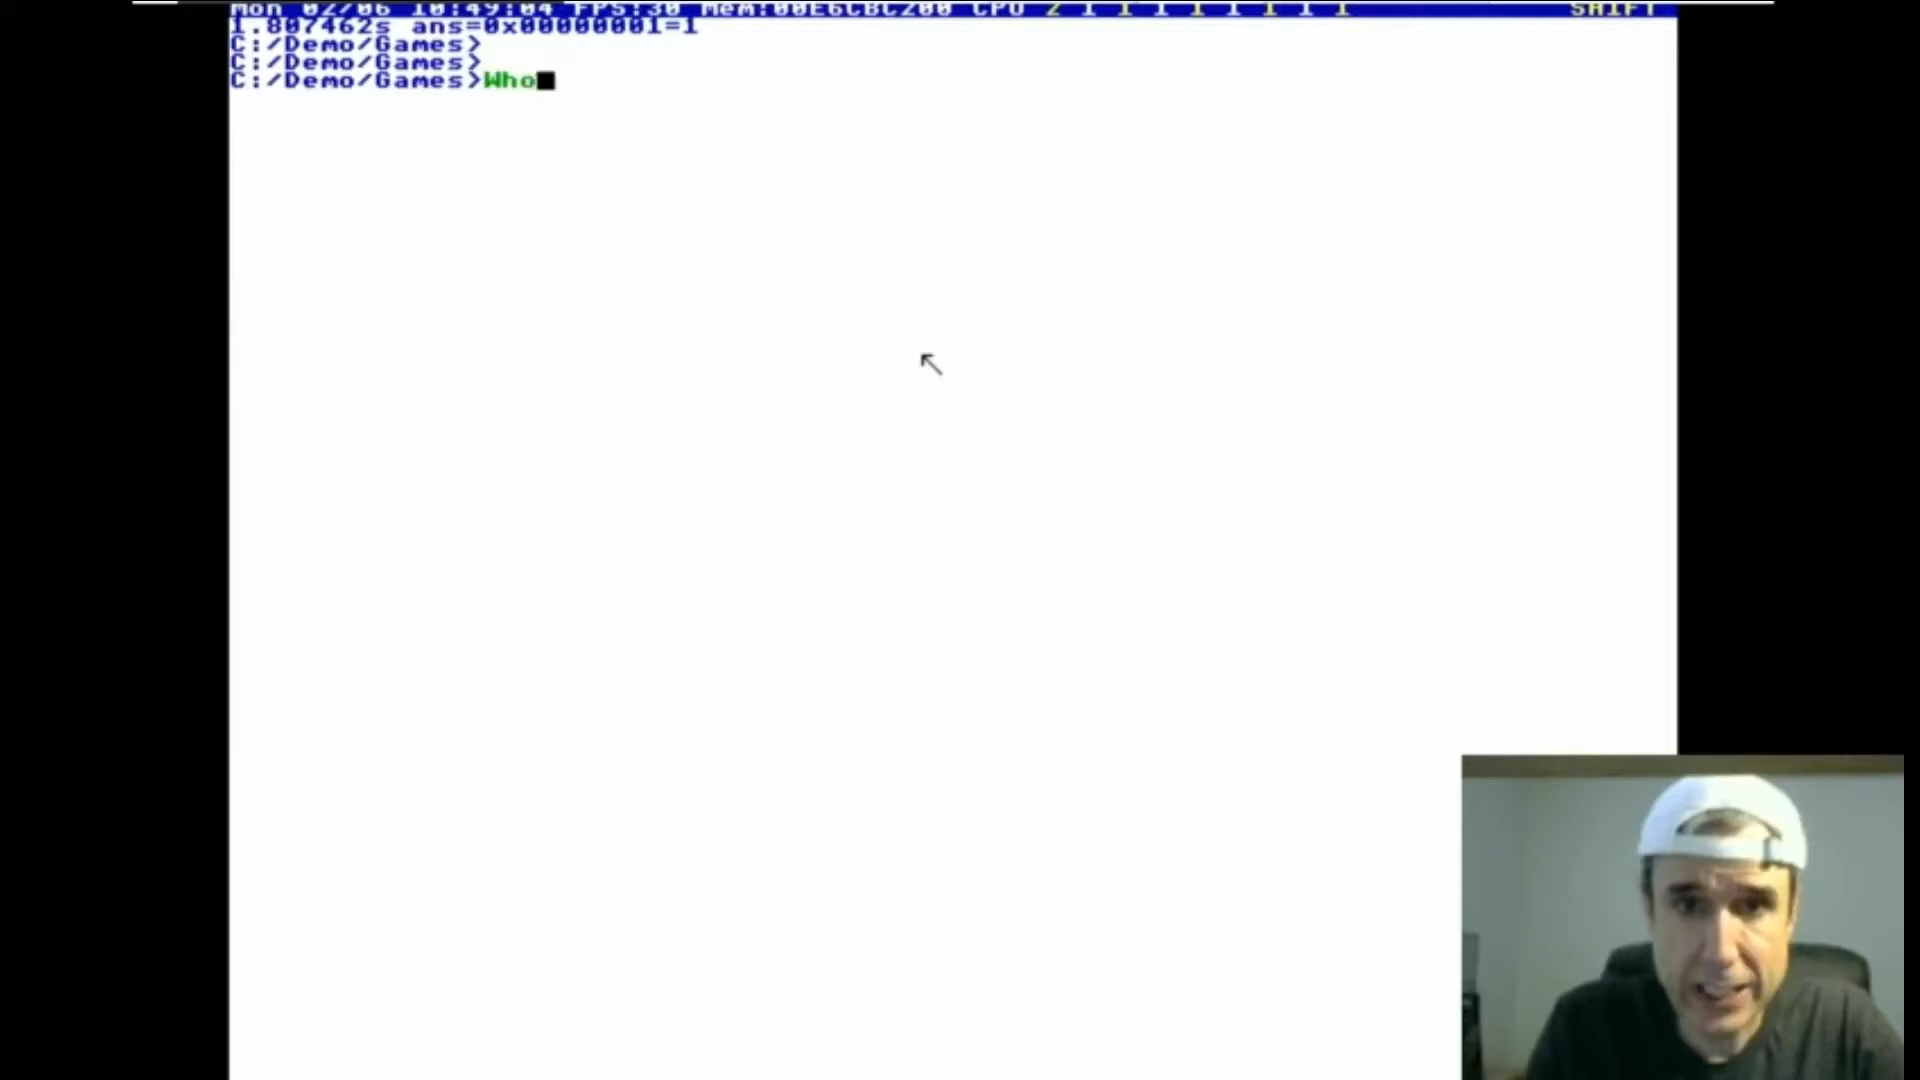 Mon 02/06 10:49:04 FPS:30 Mem:00E6CBC200 CPU 2 1 1 1 1 1 1 1 1 SHIFT
1.807462s ans=0x00000001=1
C:/Demo/Games>
C:/Demo/Games>
C:/Demo/Games>Who